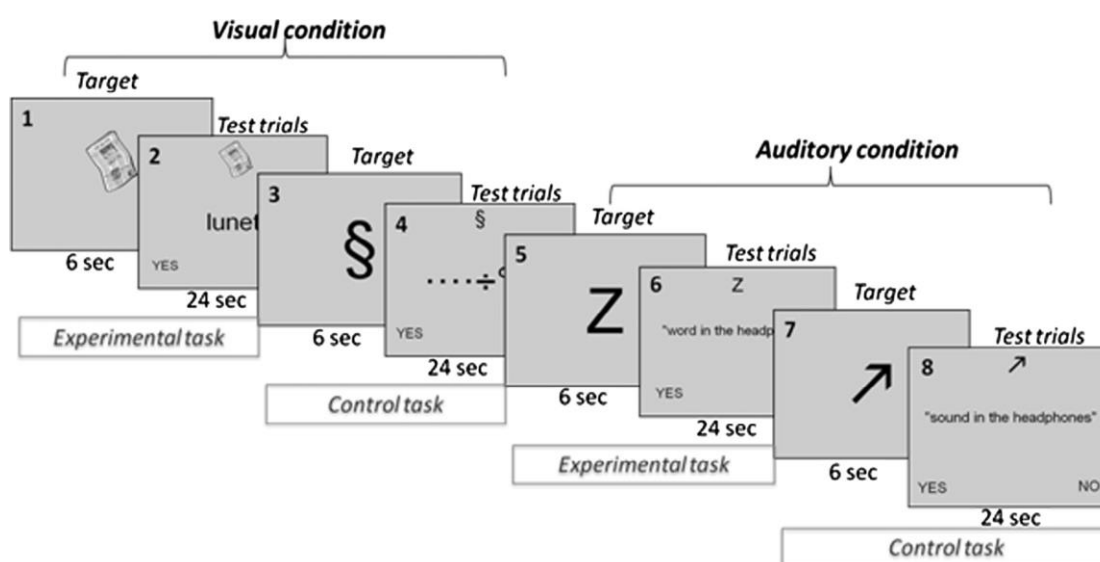 Visual condition
Target
1
Test trials
2
lunet
YES
6 sec
24 sec
Experimental task
Target
3
§
Test trials
§
4
....÷
YES
6 sec
24 sec
Control task
Auditory condition
Target
5
Z
Test trials
6
Z
"word in the headp
YES
6 sec
24 sec
Experimental task
Target
7
↗
Test trials
8
↗
"sound in the headphones"
YES NO
6 sec
24 sec
Control task